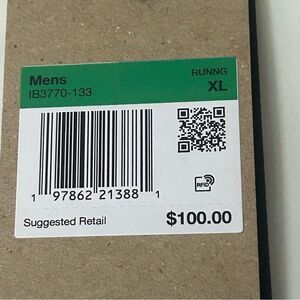 Mens RUNNG
IB3770-133 XL
RFID
1 97862 21388 1
Suggested Retail $100.00